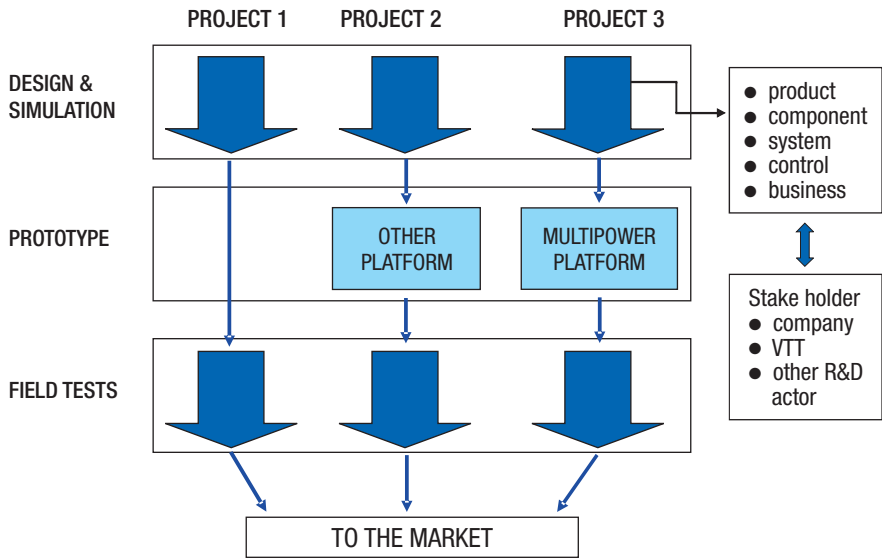 PROJECT 1 PROJECT 2 PROJECT 3
DESIGN &
SIMULATION
● product
● component
● system
● control
● business
PROTOTYPE
OTHER
PLATFORM
MULTIPOWER
PLATFORM
Stake holder
● company
● VTT
● other R&D
actor
FIELD TESTS
TO THE MARKET